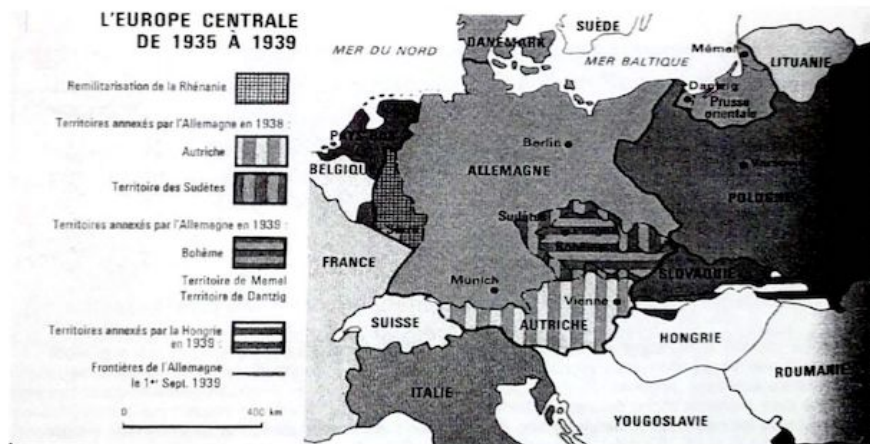 L'EUROPE CENTRALE
DE 1935 À 1939
Remilitarisation de la Rhénanie
Territoires annexés par l'Allemagne en 1938 :
Autriche
Territoire des Sudètes
Territoires annexés par l'Allemagne en 1939 :
Bohème
Territoire de Memel
Territoire de Dantzig
Territoires annexés par la Hongrie
en 1939 :
Frontières de l'Allemagne
le 1er Sept. 1939
0 400 km
MER DU NORD
DANEMARK
SUÈDE
MER BALTIQUE
Mémel
LITUANIE
Dantzig
Prusse
orientale
Berlin
BELGIQUE
ALLEMAGNE
POLOGNE
Sudètes
FRANCE
Munich
SLOVAQUIE
Vienne
SUISSE
AUTRICHE
HONGRIE
ROUMANIE
ITALIE
YOUGOSLAVIE